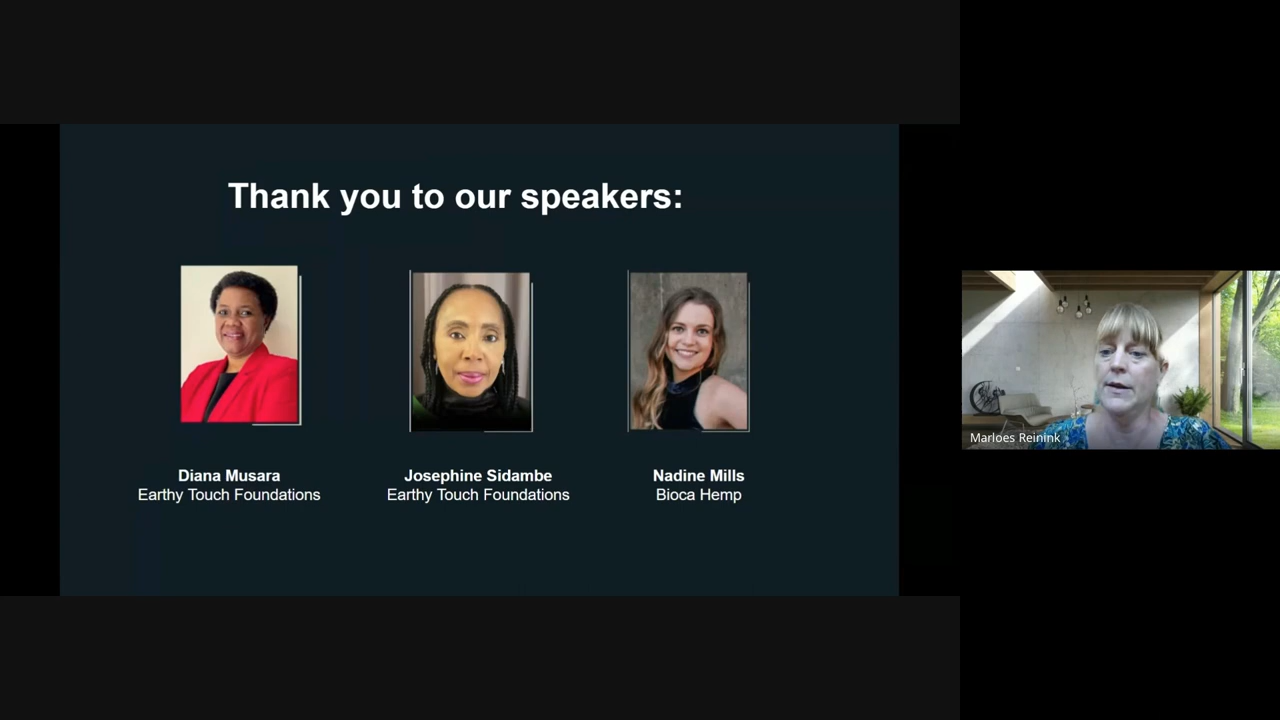 Thank you to our speakers:
Diana Musara
Earthy Touch Foundations
Josephine Sidambe
Earthy Touch Foundations
Nadine Mills
Bioca Hemp
Marloes Reinink